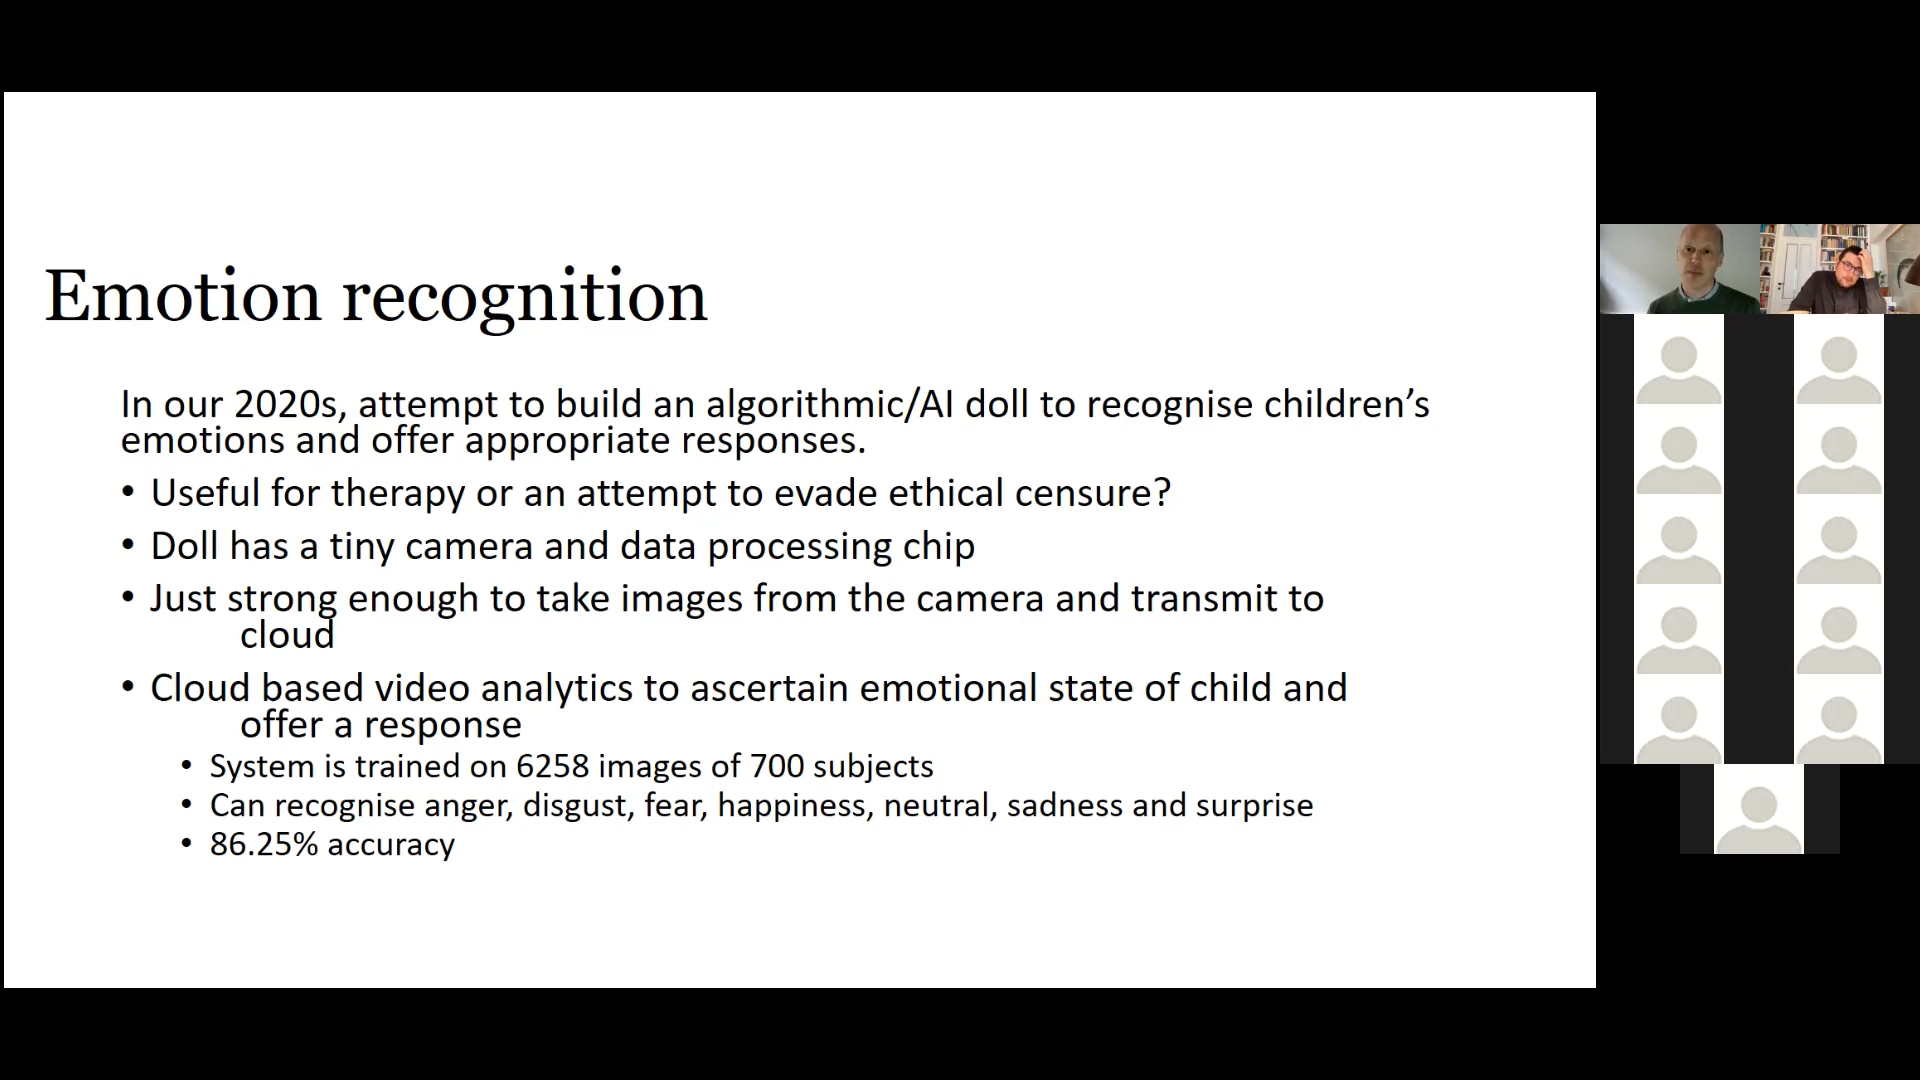 Emotion recognition
In our 2020s, attempt to build an algorithmic/AI doll to recognise children’s
emotions and offer appropriate responses.
• Useful for therapy or an attempt to evade ethical censure?
• Doll has a tiny camera and data processing chip
• Just strong enough to take images from the camera and transmit to
cloud
• Cloud based video analytics to ascertain emotional state of child and
offer a response
• System is trained on 6258 images of 700 subjects
• Can recognise anger, disgust, fear, happiness, neutral, sadness and surprise
• 86.25% accuracy